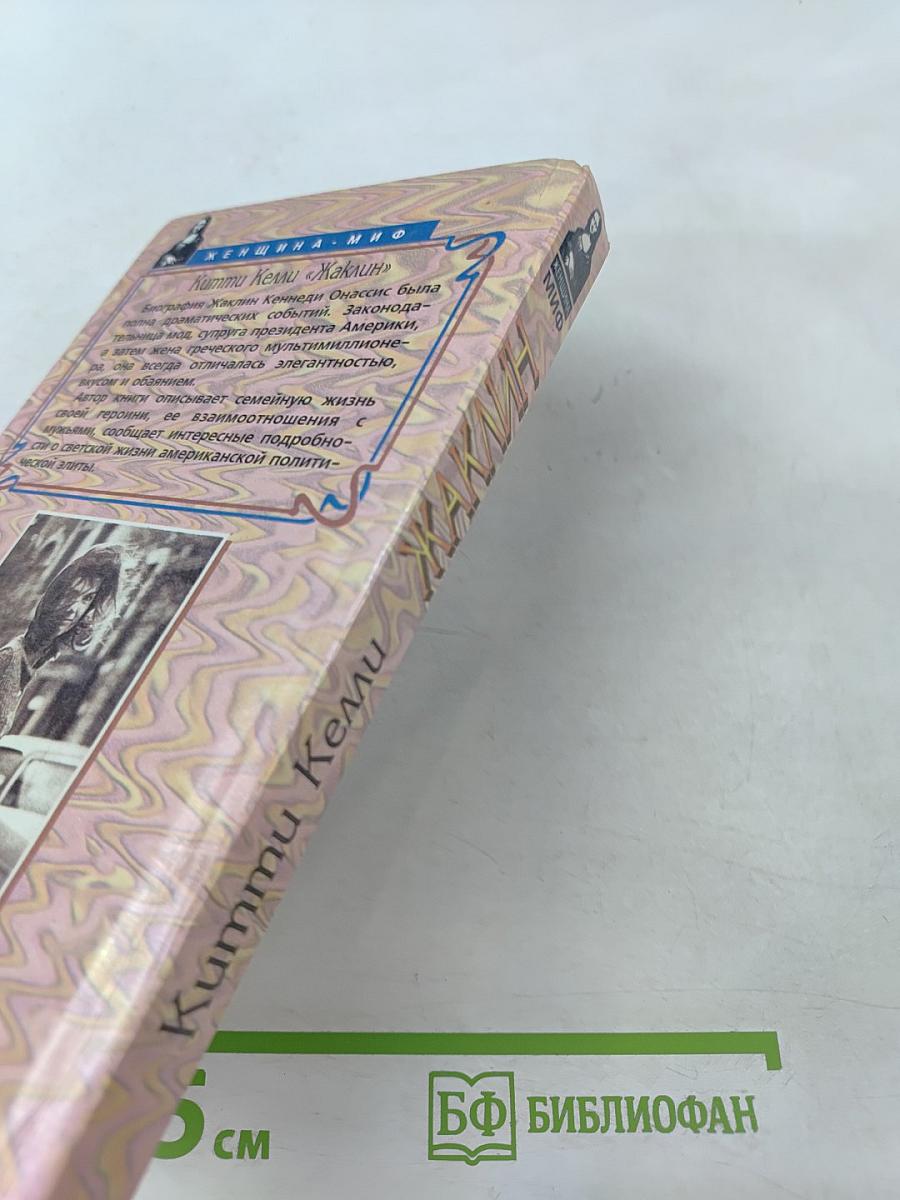 ЖЕНЩИНА - МИФ
Китти Келли «Жаклин»
Биография Жаклин Кеннеди Онассис была
полна драматических событий. Законода-
тельница мод, супруга президента Америки,
а затем жена греческого мультимиллионе-
ра, она всегда отличалась элегантностью,
вкусом и обаянием.
Автор книги описывает семейную жизнь
своей героини, ее взаимоотношения с
мужьями, сообщает интересные подробно-
сти о светской жизни американской полити-
ческой элиты.
Китти Келли
ЖАКЛИН
ЖЕНЩИНА
МИФ
5 см
БФ БИБЛИОФАН